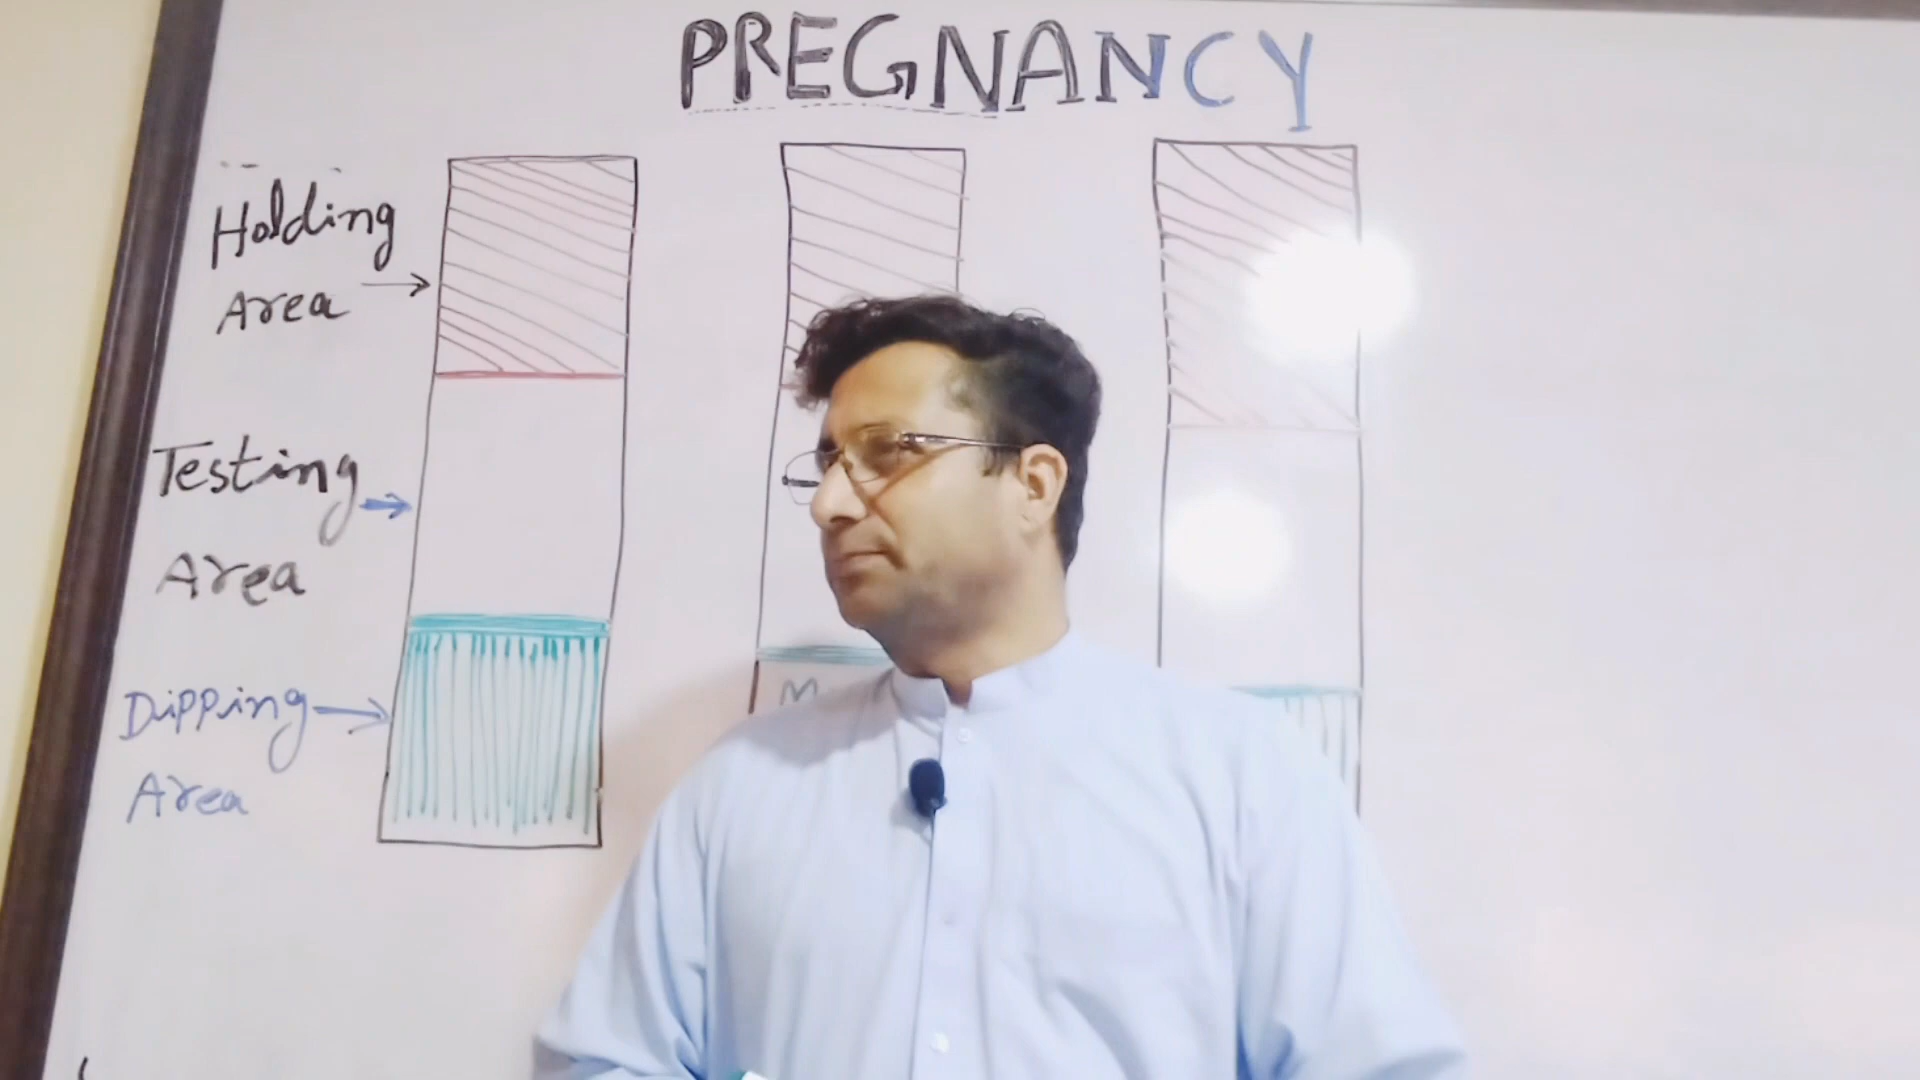 PREGNANCY
Holding
Area
Testing
Area
Dipping
Area